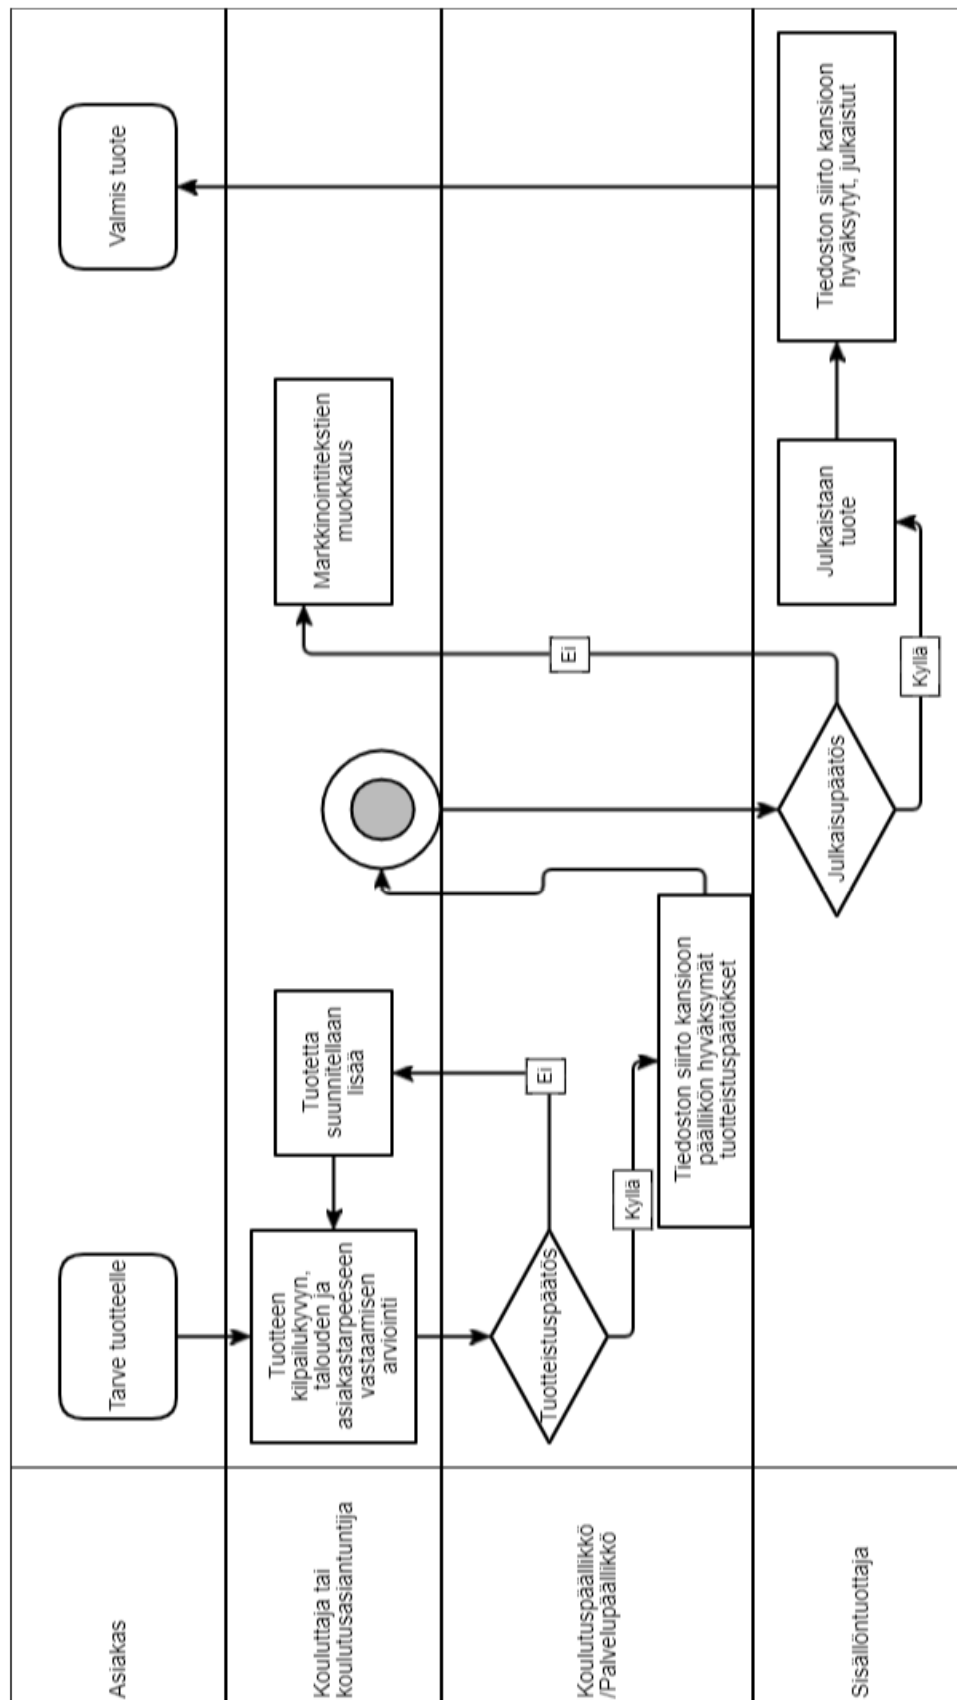 Asiakas
Tarve tuotteelle
Valmis tuote
Kouluttaja tai
koulutusasiantuntija
Tuotteen
kilpailukyvyn,
talouden ja
asiakastarpeeseen
vastaamisen
arviointi
Tuotetta
suunnitellaan
lisää
Markkinointitekstien
muokkaus
Koulutuspäällikkö
/Palvelupäällikkö
Tuotteistuspäätös
Ei
Kyllä
Tiedoston siirto kansioon
päällikön hyväksymät
tuotteistuspäätökset
Ei
Sisällöntuottaja
Julkaisupäätös
Kyllä
Julkaistaan
tuote
Tiedoston siirto kansioon
hyväksytyt, julkaistut